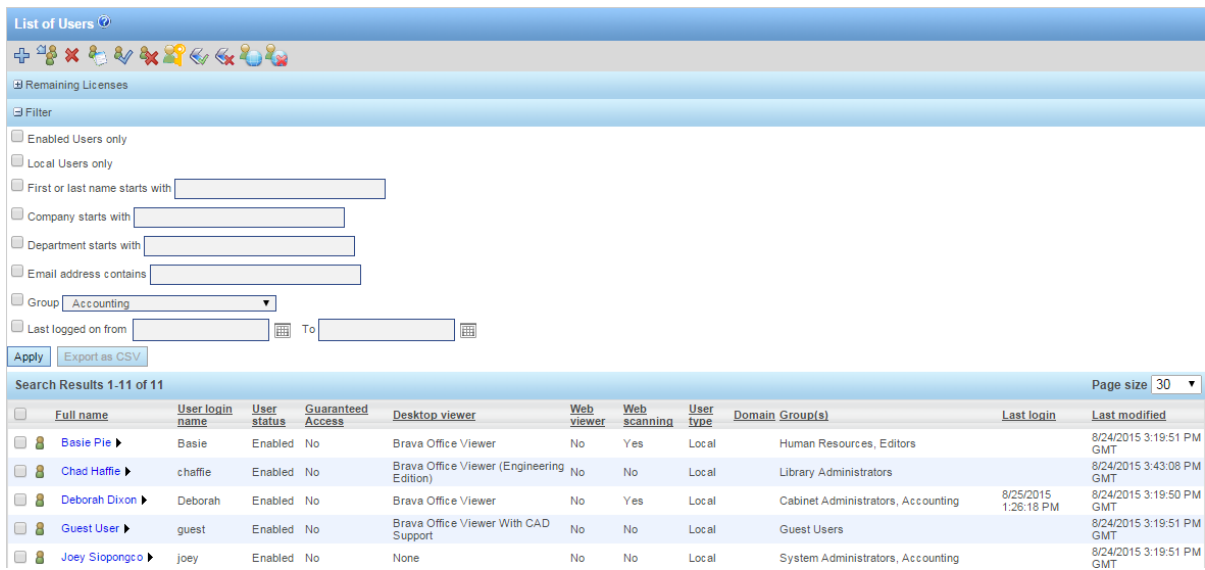 List of Users
Remaining Licenses
Filter
Enabled Users only
Local Users only
First or last name starts with
Company starts with
Department starts with
Email address contains
Group Accounting
Last logged on from To
Apply Export as CSV
Search Results 1-11 of 11 Page size 30
Full name User login name User status Guaranteed Access Desktop viewer Web viewer Web scanning User type Domain Group(s) Last login Last modified
Basie Pie Basie Enabled No Brava Office Viewer No Yes Local Human Resources, Editors 8/24/2015 3:19:51 PM GMT
Chad Haffie chaffie Enabled No Brava Office Viewer (Engineering Edition) No No Local Library Administrators 8/24/2015 3:43:08 PM GMT
Deborah Dixon Deborah Enabled No Brava Office Viewer No Yes Local Cabinet Administrators, Accounting 8/25/2015 1:26:18 PM 8/24/2015 3:19:50 PM GMT
Guest User guest Enabled No Brava Office Viewer With CAD Support No No Local Guest Users 8/24/2015 3:19:51 PM GMT
Joey Siopongco joey Enabled No None No No Local System Administrators, Accounting 8/24/2015 3:19:51 PM GMT